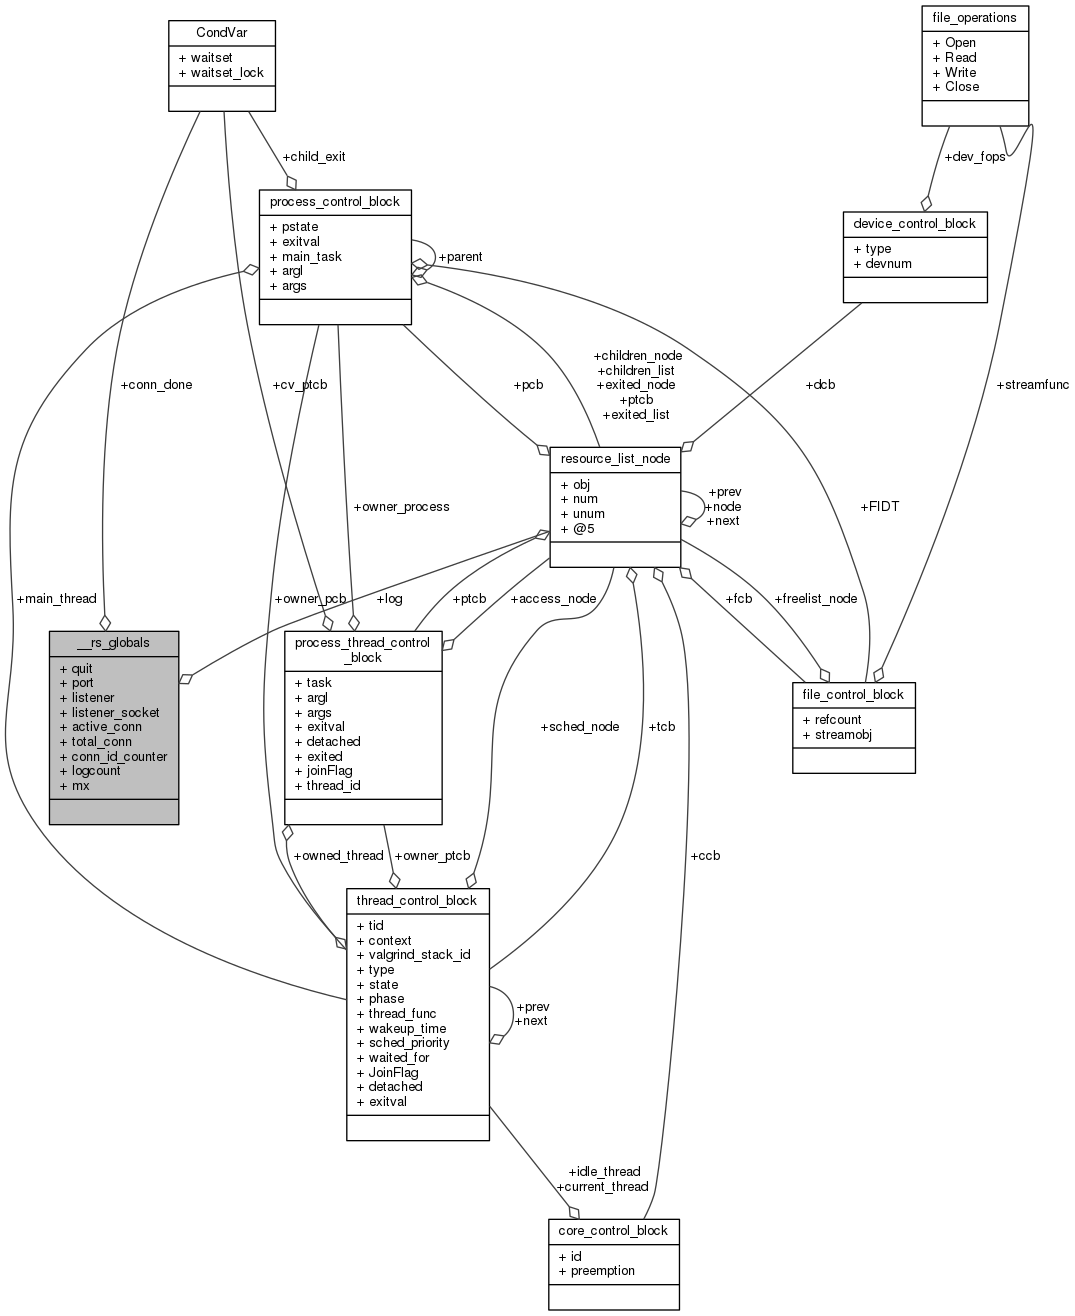 CondVar
+ waitset
+ waitset_lock
file_operations
+ Open
+ Read
+ Write
+ Close
+child_exit
+dev_fops
process_control_block
+ pstate
+ exitval
+ main_task
+ argl
+ args
+parent
device_control_block
+ type
+ devnum
+conn_done
+cv_ptcb
+pcb
+children_node
+children_list
+exited_node
+ptcb
+exited_list
+dcb
+streamfunc
resource_list_node
+ obj
+ num
+ unum
+ @5
+prev
+node
+next
+owner_process
+FIDT
+main_thread
+owner_pcb
+log
+ptcb
+access_node
+fcb
+freelist_node
__rs_globals
+ quit
+ port
+ listener
+ listener_socket
+ active_conn
+ total_conn
+ conn_id_counter
+ logcount
+ mx
process_thread_control
_block
+ task
+ argl
+ args
+ exitval
+ detached
+ exited
+ joinFlag
+ thread_id
+sched_node
+tcb
file_control_block
+ refcount
+ streamobj
+owned_thread
+owner_ptcb
+ccb
thread_control_block
+ tid
+ context
+ valgrind_stack_id
+ type
+ state
+ phase
+ thread_func
+ wakeup_time
+ sched_priority
+ waited_for
+ JoinFlag
+ detached
+ exitval
+prev
+next
+idle_thread
+current_thread
core_control_block
+ id
+ preemption